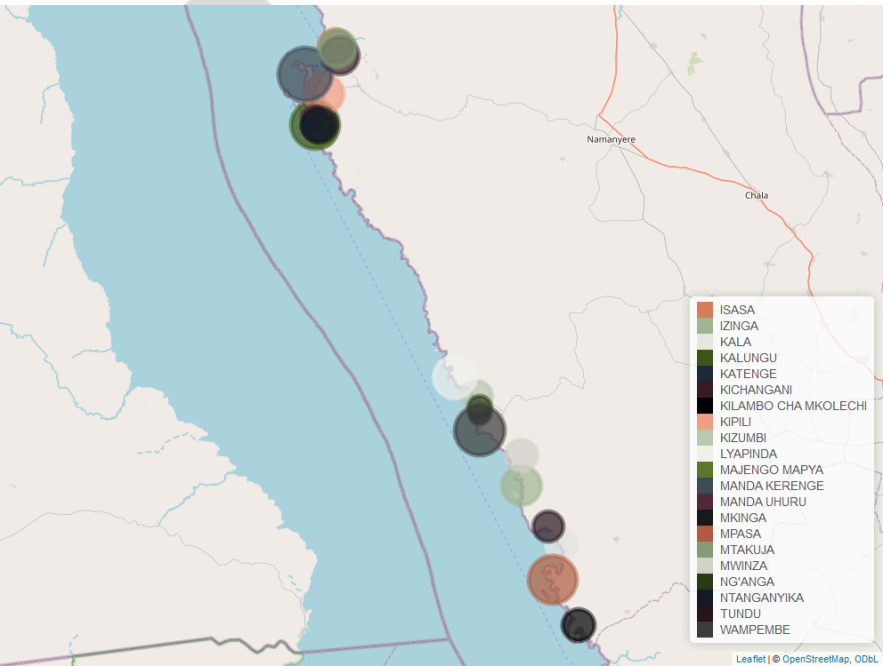 Namanyere
Chala
ISASA
IZINGA
KALA
KALUNGU
KATENGE
KICHANGANI
KILAMBO CHA MKOLECHI
KIPILI
KIZUMBI
LYAPINDA
MAJENGO MAPYA
MANDA KERENGE
MANDA UHURU
MKINGA
MPASA
MTAKUJA
MWINZA
NG'ANGA
NTANGANYIKA
TUNDU
WAMPEMBE
Leaflet | © OpenStreetMap, ODbL